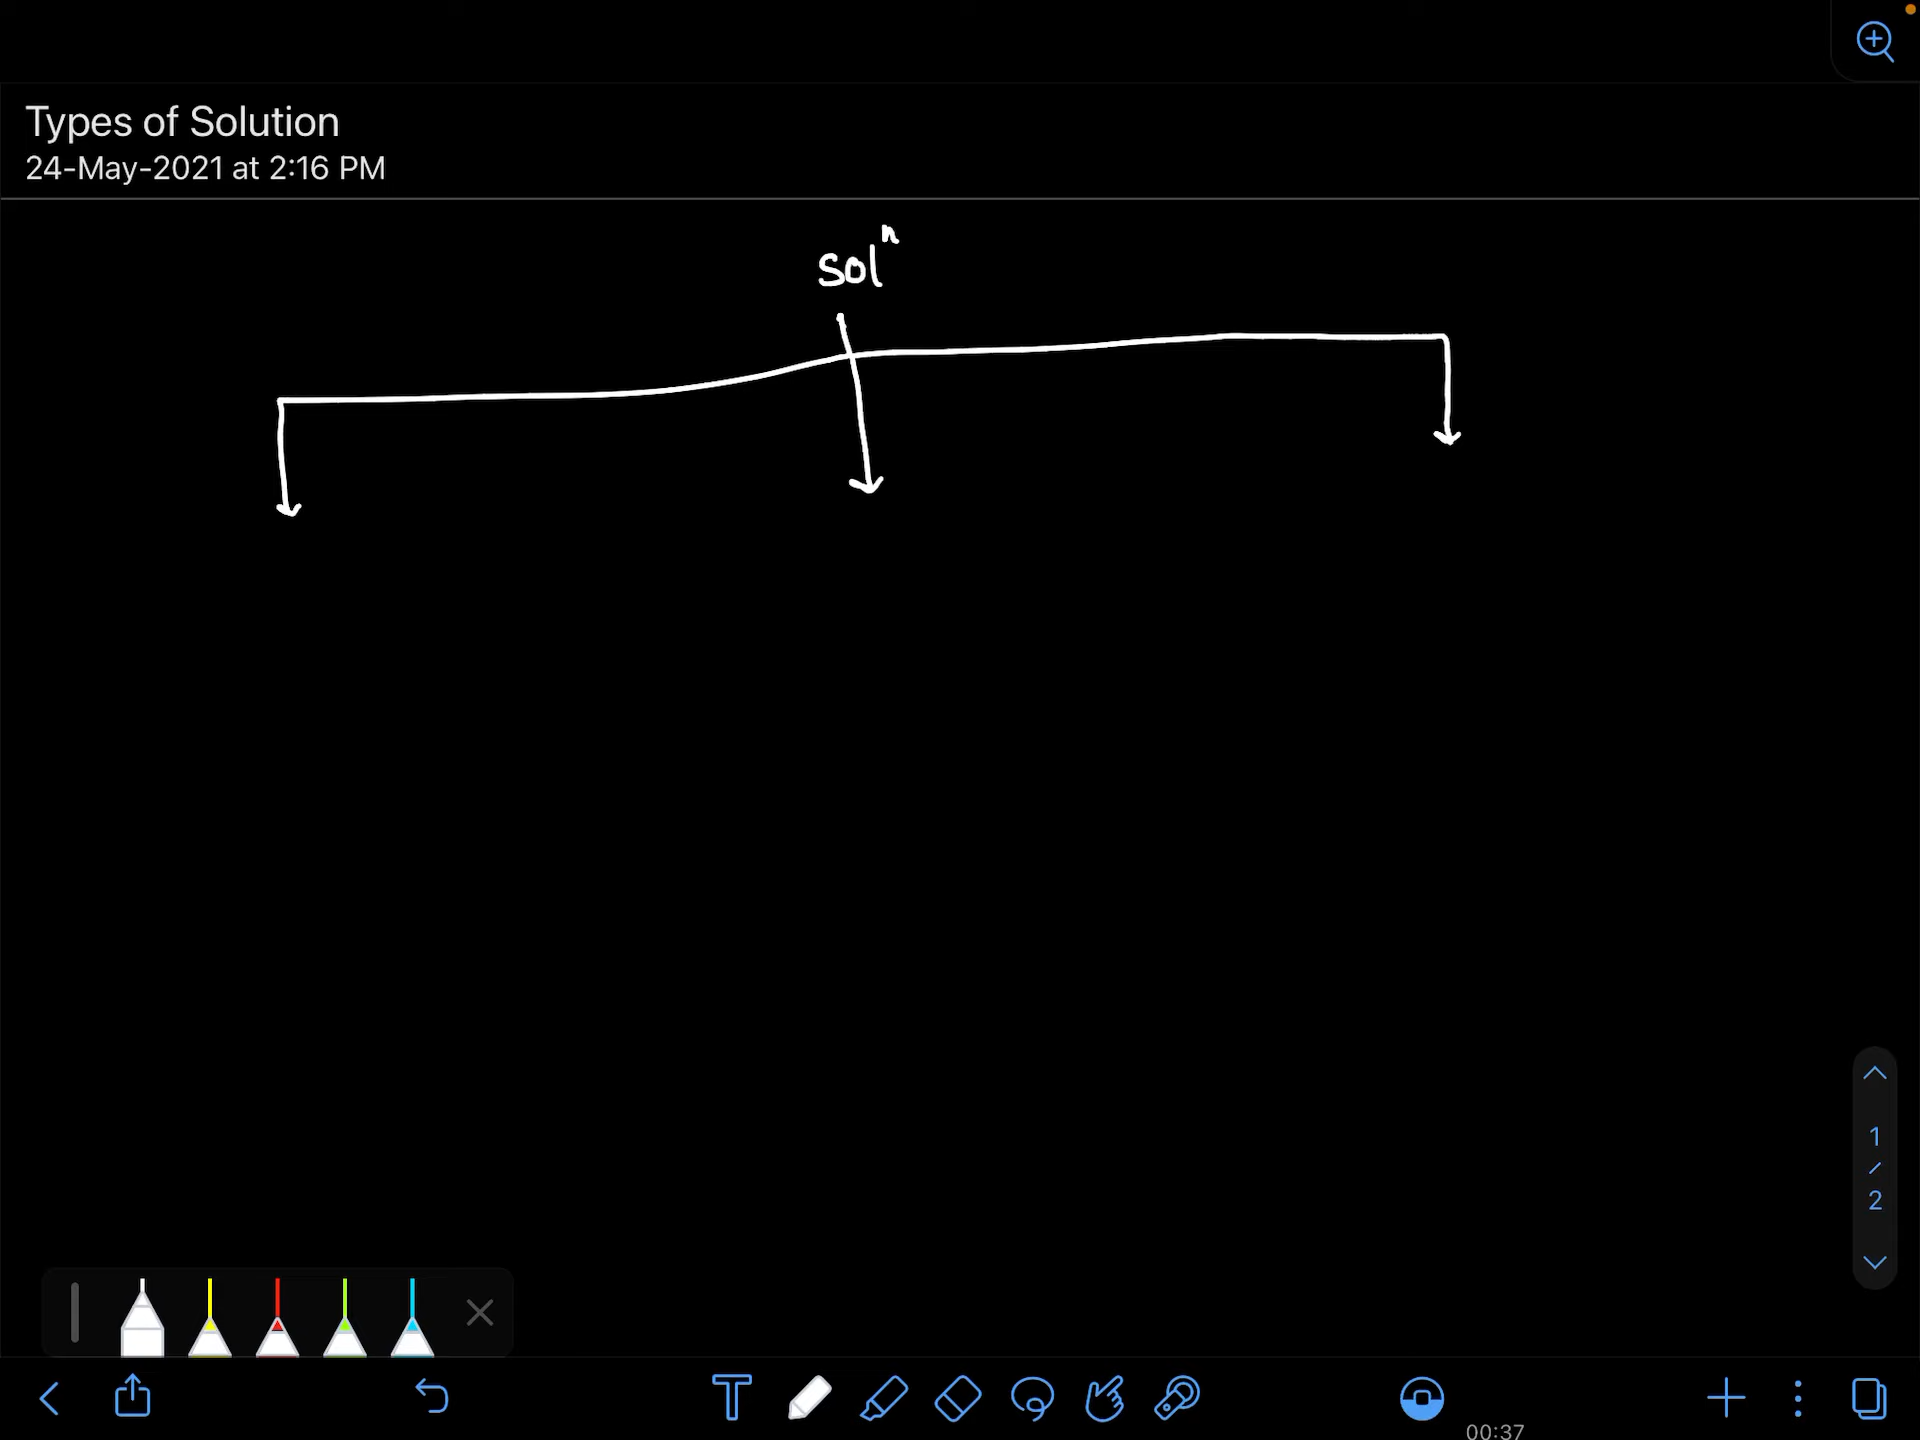 Types of Solution
24-May-2021 at 2:16 PM
solⁿ
1
/
2
00:37